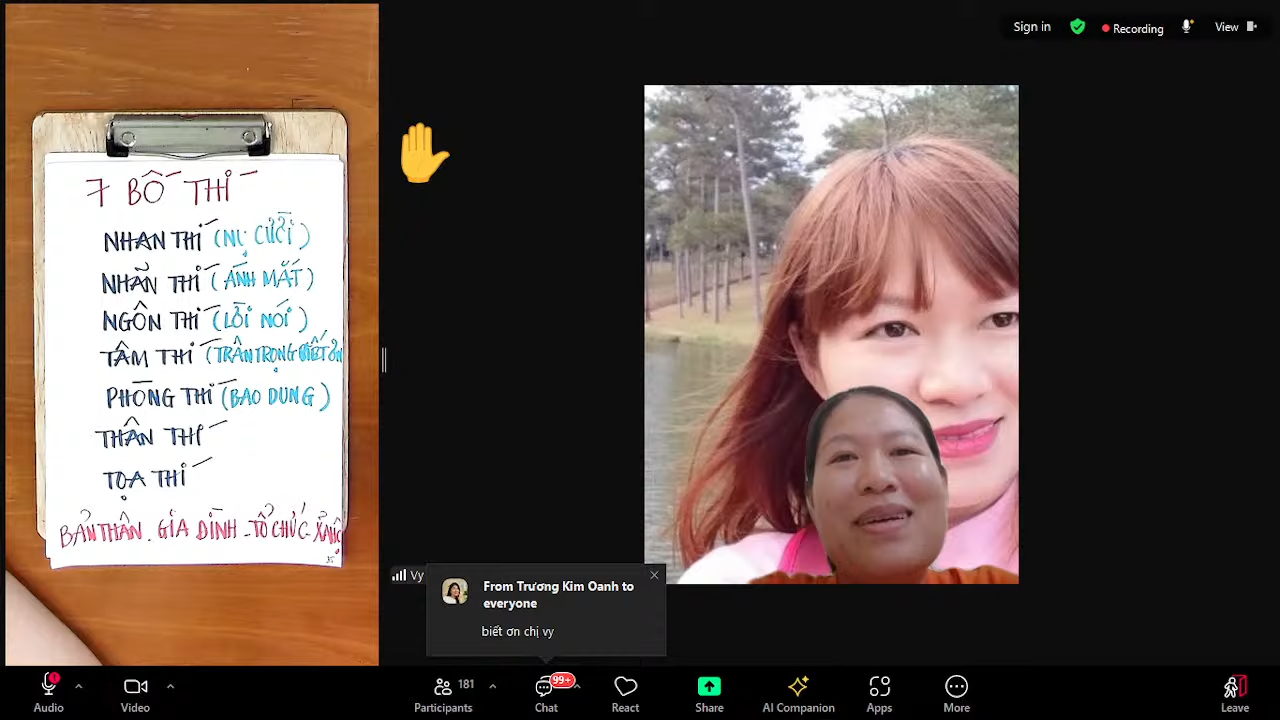 Sign in
Recording
View
7 BỐ THÍ
NHAN THÍ (NỤ CƯỜI)
NHÃN THÍ (ÁNH MẮT)
NGÔN THÍ (LỜI NÓI)
TÂM THÍ (TRÂN TRỌNG BIẾT ƠN
PHÒNG THÍ (BAO DUNG)
THÂN THÍ
TỌA THÍ
BẢN THÂN. GIA ĐÌNH - TỔ CHỨC -
35
Vy
From Trương Kim Oanh to
everyone
biết ơn chị vy
Audio
Video
181
Participants
99+
Chat
React
Share
AI Companion
Apps
More
Leave